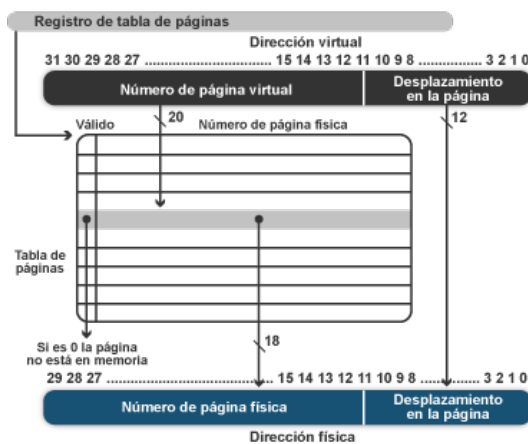 Registro de tabla de páginas
Dirección virtual
31 30 29 28 27 ........................................ 15 14 13 12 11 10 9 8 ................ 3 2 1 0
Número de página virtual
Desplazamiento
en la página
20
12
Válido
Número de página física
Tabla de
páginas
Si es 0 la página
no está en memoria
18
29 28 27 ............................................. 15 14 13 12 11 10 9 8 ................ 3 2 1 0
Número de página física
Desplazamiento
en la página
Dirección física